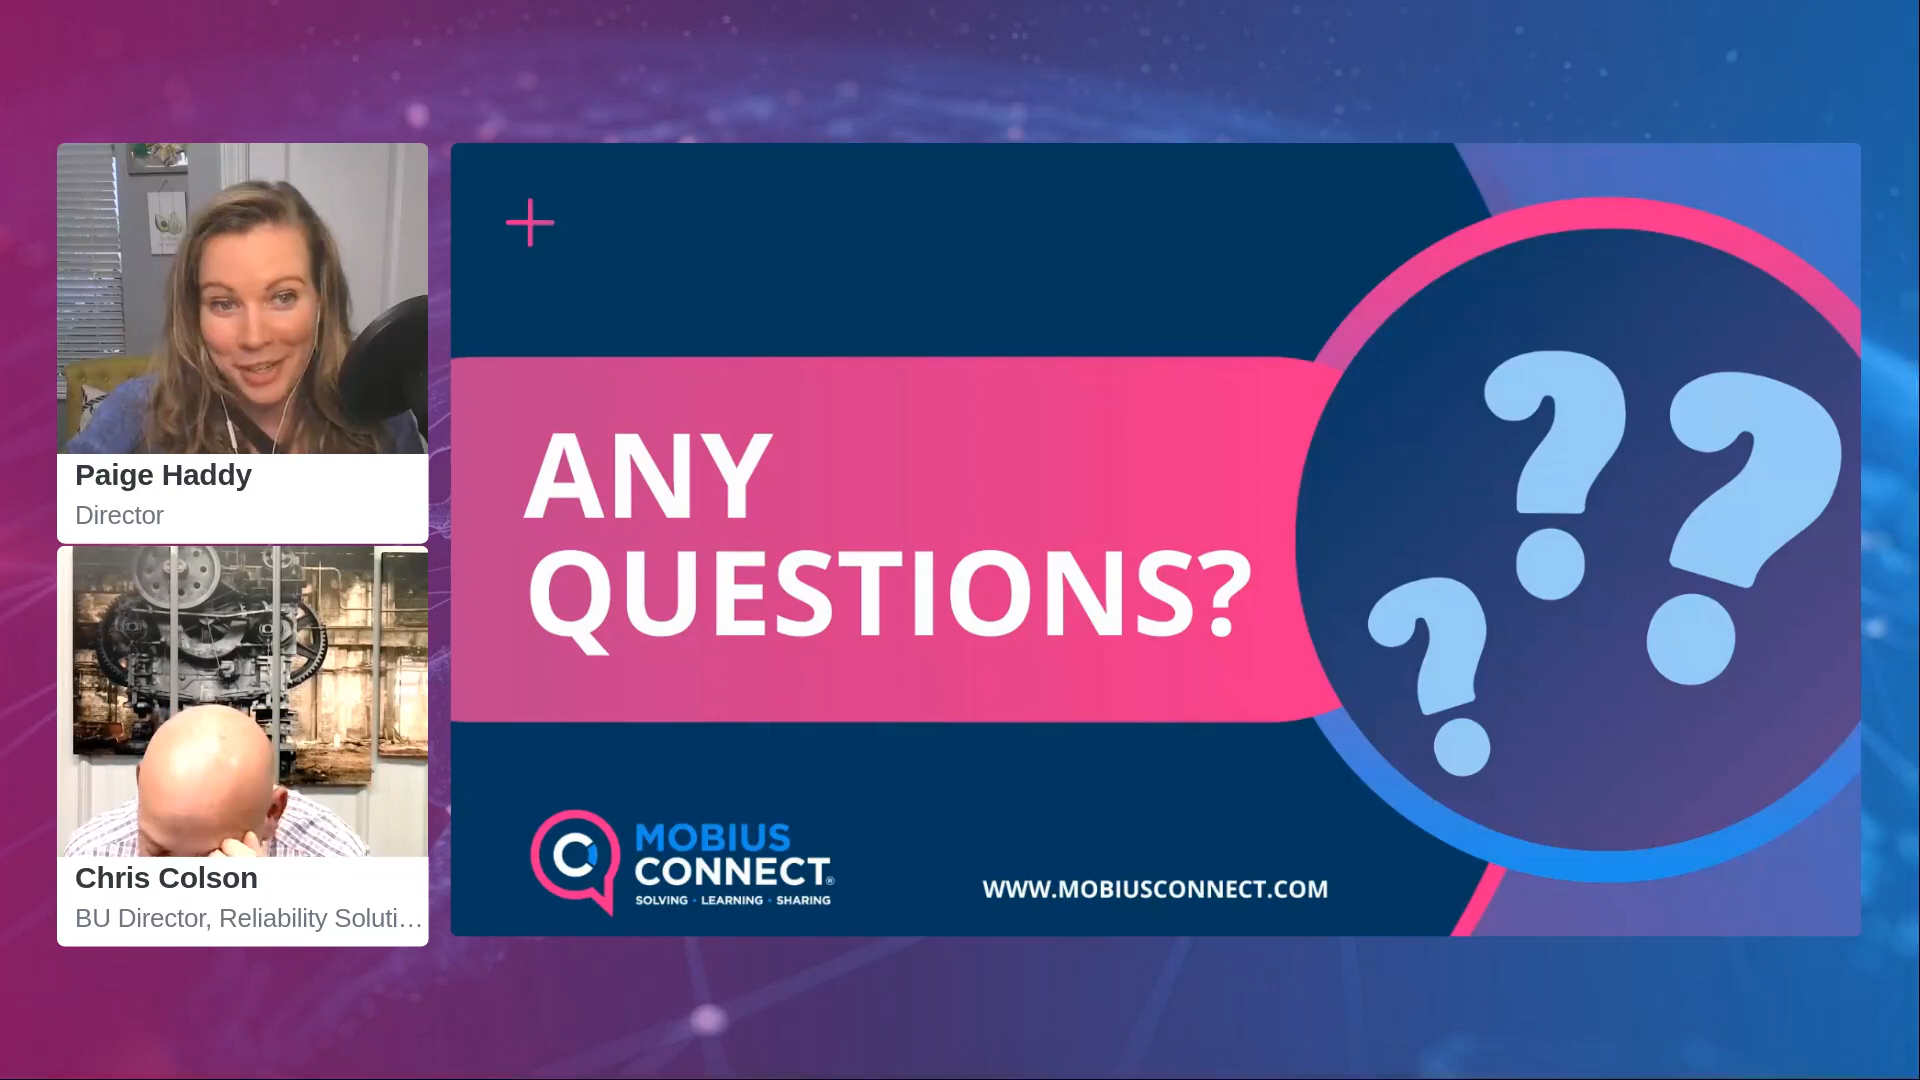 Paige Haddy
Director
Chris Colson
BU Director, Reliability Soluti...
ANY
QUESTIONS?
MOBIUS
CONNECT®
SOLVING · LEARNING · SHARING
WWW.MOBIUSCONNECT.COM